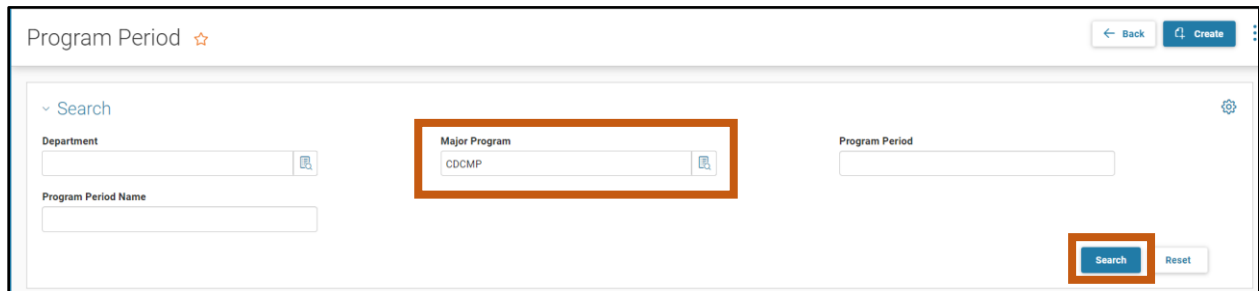 Program Period
Back
Create
Search
Department
Major Program
Program Period
CDCMP
Program Period Name
Search
Reset